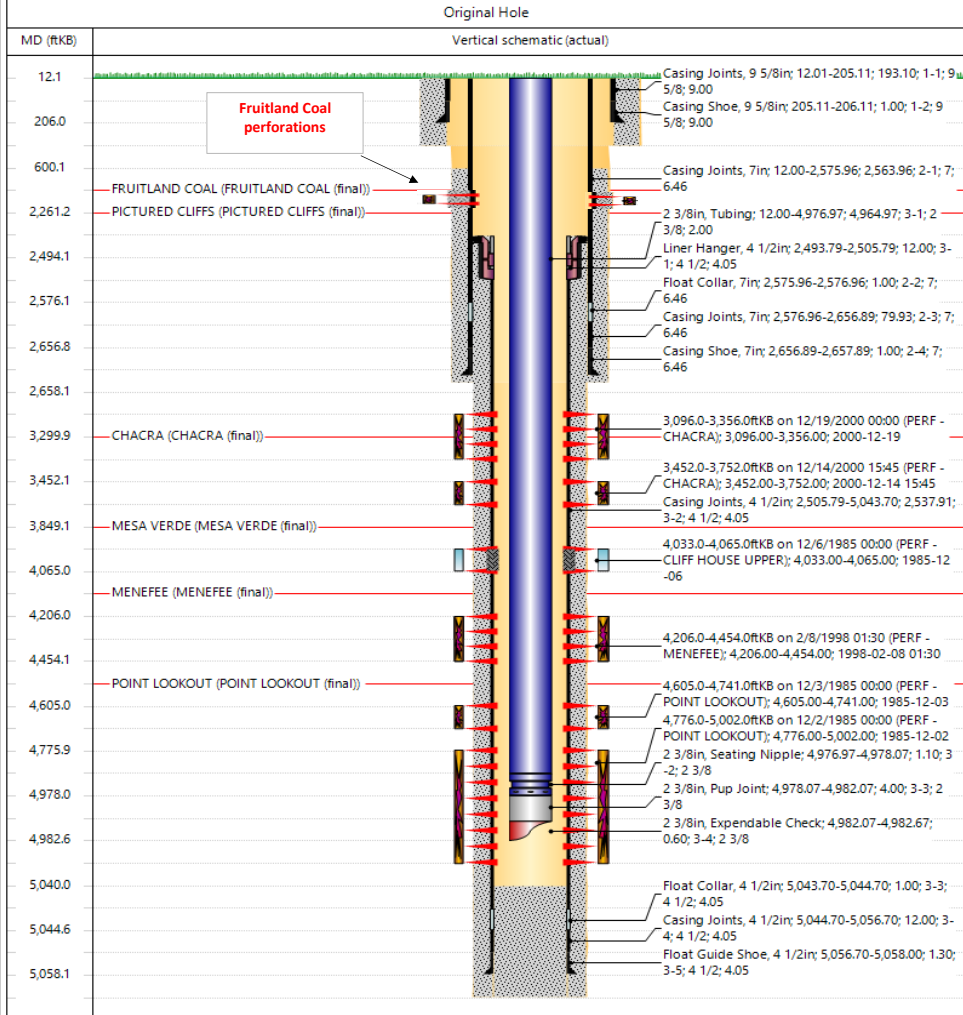 Original Hole
MD (ftKB)
Vertical schematic (actual)
12.1
206.0
600.1
2,261.2
2,494.1
2,576.1
2,656.8
2,658.1
3,299.9
3,452.1
3,849.1
4,065.0
4,206.0
4,454.1
4,605.0
4,775.9
4,978.0
4,982.6
5,040.0
5,044.6
5,058.1
Fruitland Coal
perforations
FRUITLAND COAL (FRUITLAND COAL (final))
PICTURED CLIFFS (PICTURED CLIFFS (final))
CHACRA (CHACRA (final))
MESA VERDE (MESA VERDE (final))
MENEFEE (MENEFEE (final))
POINT LOOKOUT (POINT LOOKOUT (final))
Casing Joints, 9 5/8in; 12.01-205.11; 193.10; 1-1; 9
5/8; 9.00
Casing Shoe, 9 5/8in; 205.11-206.11; 1.00; 1-2; 9
5/8; 9.00
Casing Joints, 7in; 12.00-2,575.96; 2,563.96; 2-1; 7;
6.46
2 3/8in, Tubing; 12.00-4,976.97; 4,964.97; 3-1; 2
3/8; 2.00
Liner Hanger, 4 1/2in; 2,493.79-2,505.79; 12.00; 3-
1; 4 1/2; 4.05
Float Collar, 7in; 2,575.96-2,576.96; 1.00; 2-2; 7;
6.46
Casing Joints, 7in; 2,576.96-2,656.89; 79.93; 2-3; 7;
6.46
Casing Shoe, 7in; 2,656.89-2,657.89; 1.00; 2-4; 7;
6.46
3,096.0-3,356.0ftKB on 12/19/2000 00:00 (PERF -
CHACRA); 3,096.00-3,356.00; 2000-12-19
3,452.0-3,752.0ftKB on 12/14/2000 15:45 (PERF -
CHACRA); 3,452.00-3,752.00; 2000-12-14 15:45
Casing Joints, 4 1/2in; 2,505.79-5,043.70; 2,537.91;
3-2; 4 1/2; 4.05
4,033.0-4,065.0ftKB on 12/6/1985 00:00 (PERF -
CLIFF HOUSE UPPER); 4,033.00-4,065.00; 1985-12
-06
4,206.0-4,454.0ftKB on 2/8/1998 01:30 (PERF -
MENEFEE); 4,206.00-4,454.00; 1998-02-08 01:30
4,605.0-4,741.0ftKB on 12/3/1985 00:00 (PERF -
POINT LOOKOUT); 4,605.00-4,741.00; 1985-12-03
4,776.0-5,002.0ftKB on 12/2/1985 00:00 (PERF -
POINT LOOKOUT); 4,776.00-5,002.00; 1985-12-02
2 3/8in, Seating Nipple; 4,976.97-4,978.07; 1.10; 3
-2; 2 3/8
2 3/8in, Pup Joint; 4,978.07-4,982.07; 4.00; 3-3; 2
3/8
2 3/8in, Expendable Check; 4,982.07-4,982.67;
0.60; 3-4; 2 3/8
Float Collar, 4 1/2in; 5,043.70-5,044.70; 1.00; 3-3;
4 1/2; 4.05
Casing Joints, 4 1/2in; 5,044.70-5,056.70; 12.00; 3-
4; 4 1/2; 4.05
Float Guide Shoe, 4 1/2in; 5,056.70-5,058.00; 1.30;
3-5; 4 1/2; 4.05